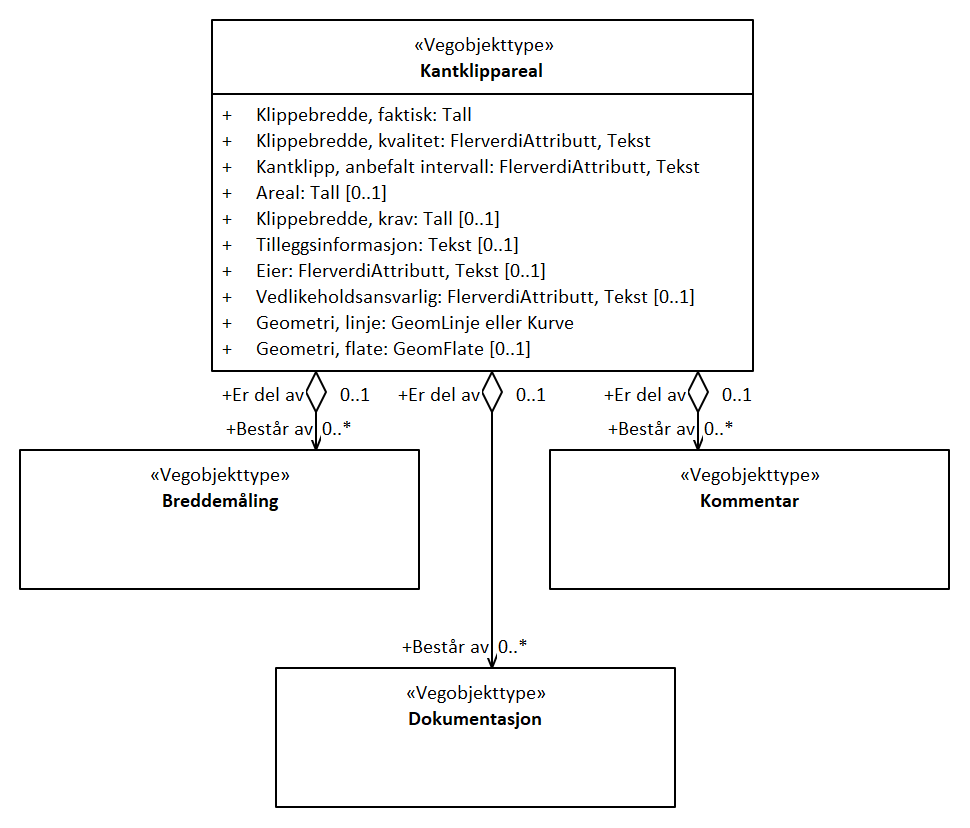 «Vegobjekttype»
Kantklippareal
+ Klippebredde, faktisk: Tall
+ Klippebredde, kvalitet: FlerverdiAttributt, Tekst
+ Kantklipp, anbefalt intervall: FlerverdiAttributt, Tekst
+ Areal: Tall [0..1]
+ Klippebredde, krav: Tall [0..1]
+ Tilleggsinformasjon: Tekst [0..1]
+ Eier: FlerverdiAttributt, Tekst [0..1]
+ Vedlikeholdsansvarlig: FlerverdiAttributt, Tekst [0..1]
+ Geometri, linje: GeomLinje eller Kurve
+ Geometri, flate: GeomFlate [0..1]
+Er del av 0..1 +Er del av 0..1 +Er del av 0..1
+Består av 0..* +Består av 0..*
«Vegobjekttype»
Breddemåling
«Vegobjekttype»
Kommentar
+Består av 0..*
«Vegobjekttype»
Dokumentasjon